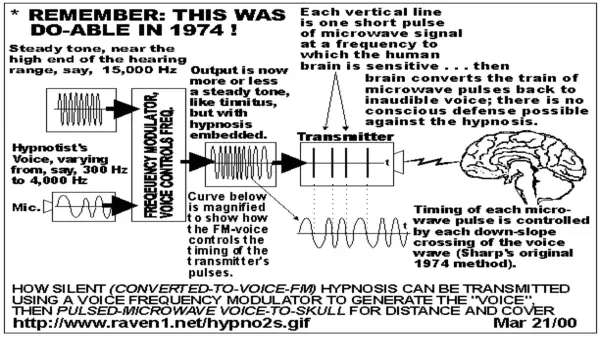 * REMEMBER: THIS WAS
DO-ABLE IN 1974 !
Steady tone, near the
high end of the hearing
range, say, 15,000 Hz
Each vertical line
is one short pulse
of microwave signal
at a frequency to
which the human
brain is sensitive . . . then
brain converts the train of
microwave pulses back to
inaudible voice; there is no
conscious defense possible
against the hypnosis.
Output is now
more or less
a steady tone,
like tinnitus,
but with
hypnosis
embedded.
FREQUENCY MODULATOR,
VOICE CONTROLS FREQ.
Transmitter
t
Hypnotist's
Voice, varying
from, say, 300 Hz
to 4,000 Hz
Mic.
Curve below
is magnified
to show how
the FM-voice
controls the
timing of the
transmitter's
pulses.
t
Timing of each micro-
wave pulse is controlled
by each down-slope
crossing of the voice
wave (Sharp's original
1974 method).
HOW SILENT (CONVERTED-TO-VOICE-FM) HYPNOSIS CAN BE TRANSMITTED
USING A VOICE FREQUENCY MODULATOR TO GENERATE THE "VOICE",
THEN PULSED-MICROWAVE VOICE-TO-SKULL FOR DISTANCE AND COVER
http://www.raven1.net/hypno2s.gif
Mar 21/00